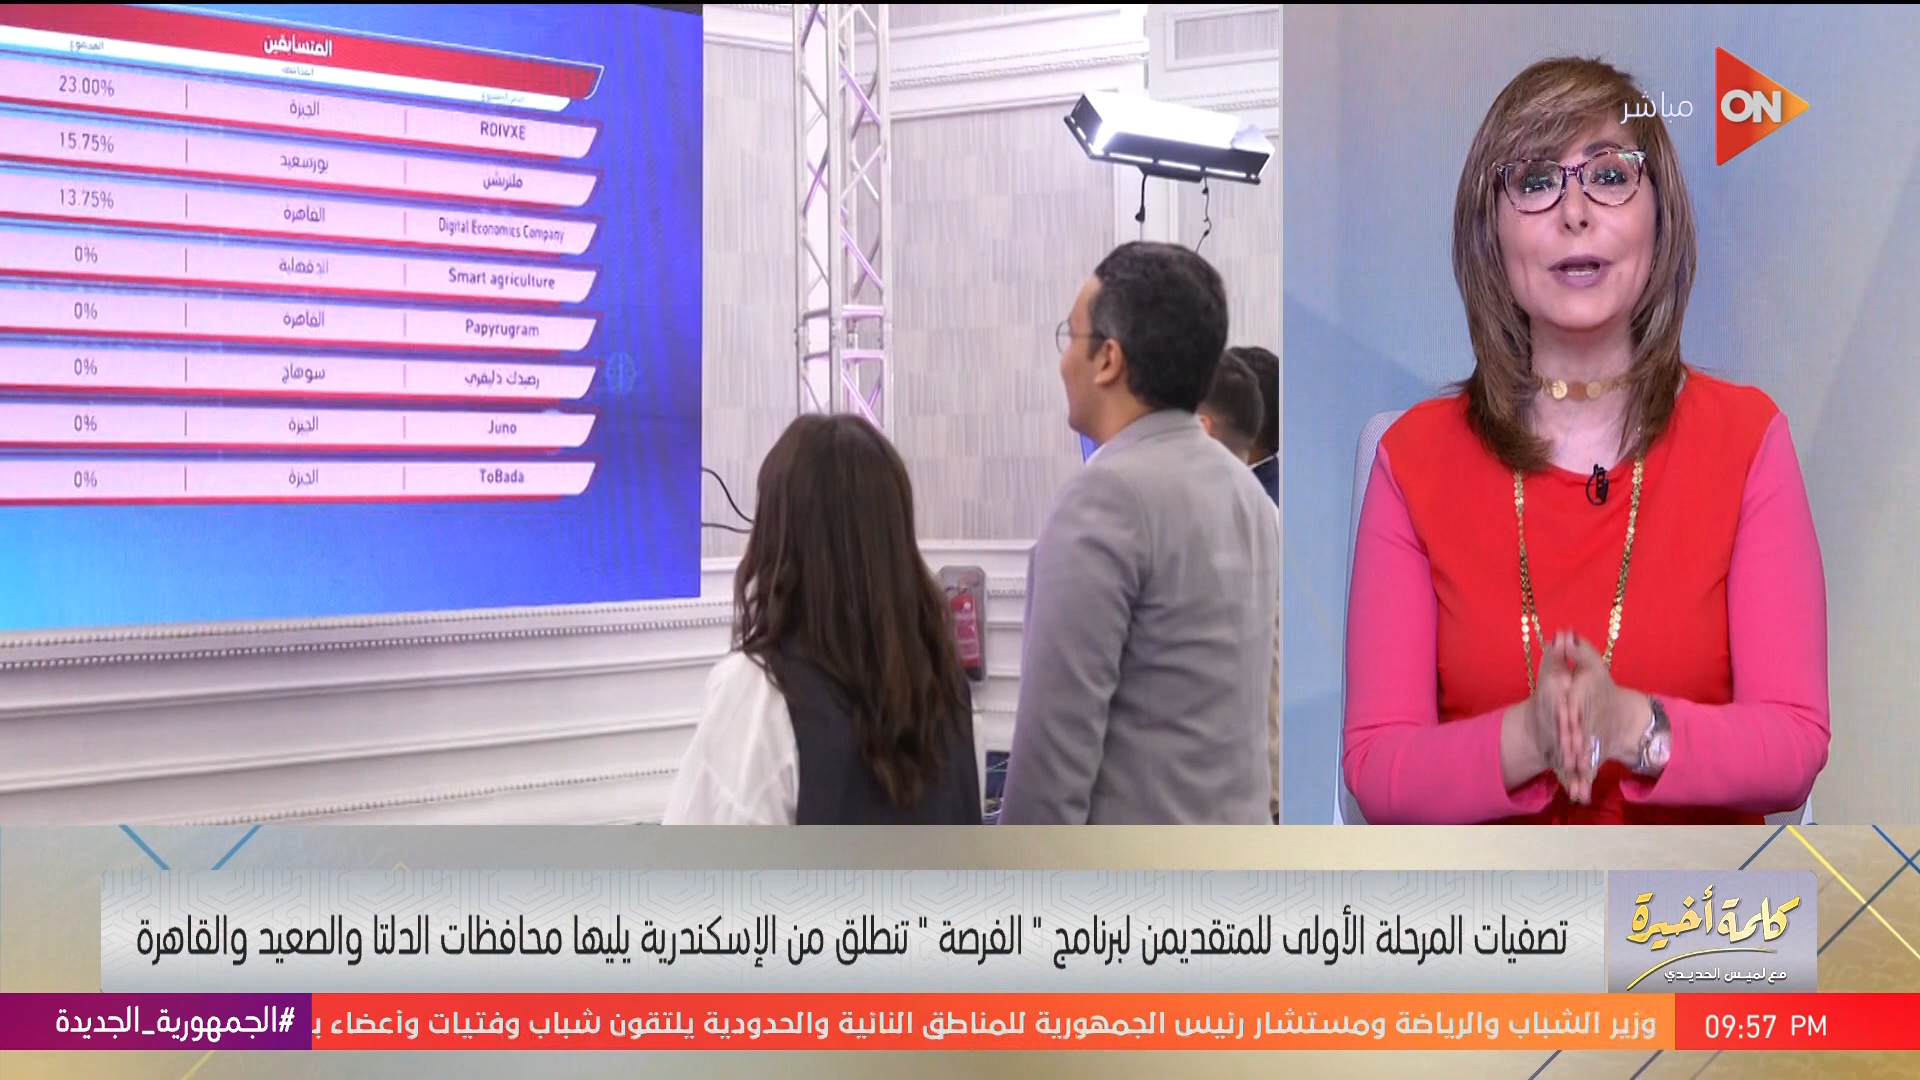 المتسابقين
المجموع
المحافظة
RDIVXE | الجيزة | 23.00%
بورسعيد | 15.75%
Digital Economics Company | القاهرة | 13.75%
Smart agriculture | الدقهلية | 0%
Papyrugram | القاهرة | 0%
رصدك دليفري | سوهاج | 0%
Juno | الجيزة | 0%
ToBada | الجيزة | 0%
مباشر ON
تصفيات المرحلة الأولى للمتقديمن لبرنامج " الفرصة " تنطلق من الإسكندرية يليها محافظات الدلتا والصعيد والقاهرة
كلمة أخيرة
مع لميس الحديدي
09:57 PM
وزير الشباب والرياضة ومستشار رئيس الجمهورية للمناطق النائية والحدودية يلتقون شباب وفتيات وأعضاء ب
#الجمهورية_الجديدة